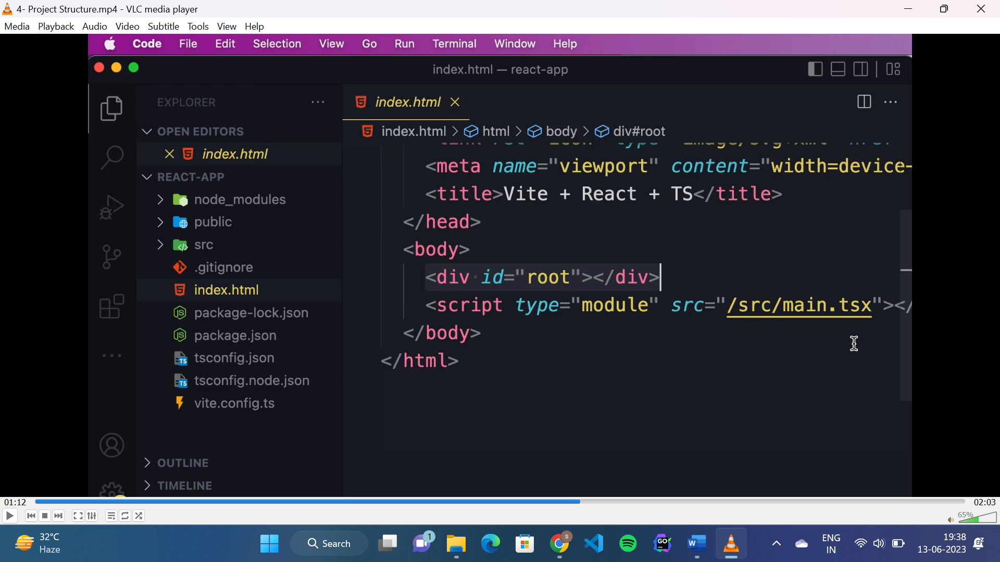 4- Project Structure.mp4 - VLC media player
Media Playback Audio Video Subtitle Tools View Help
Code File Edit Selection View Go Run Terminal Window Help
index.html — react-app
EXPLORER
OPEN EDITORS
index.html
REACT-APP
node_modules
public
src
.gitignore
index.html
package-lock.json
package.json
tsconfig.json
tsconfig.node.json
vite.config.ts
OUTLINE
TIMELINE
index.html
index.html > html > body > div#root
<meta name="viewport" content="width=device-
<title>Vite + React + TS</title>
</head>
<body>
<div id="root"></div>
<script type="module" src="/src/main.tsx"></
</body>
</html>
01:12
02:03
65%
32°C
Haze
Search
1
S
GO
W
ENG
IN
19:38
13-06-2023